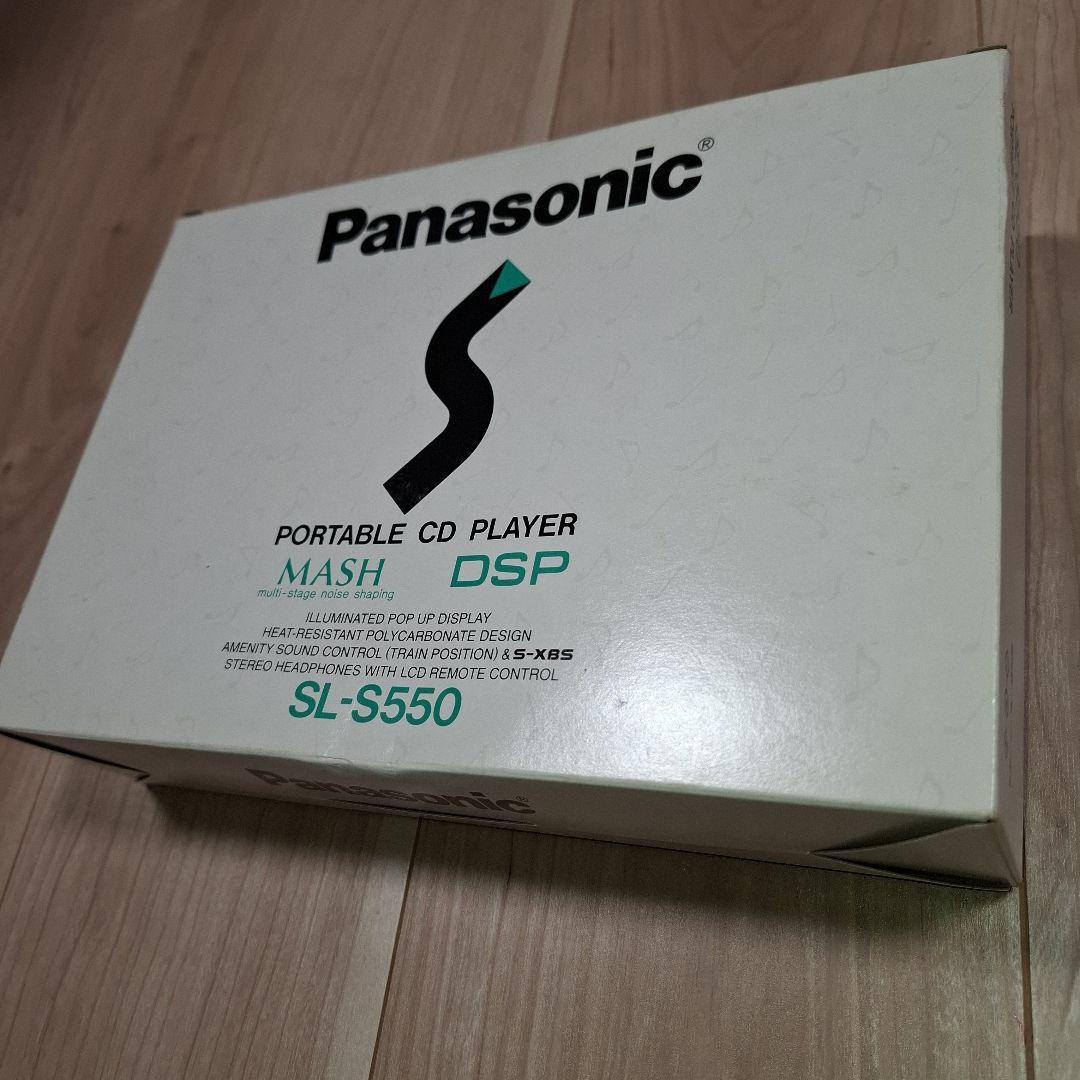 Panasonic®
PORTABLE CD PLAYER
MASH DSP
multi-stage noise shaping
ILLUMINATED POP UP DISPLAY
HEAT-RESISTANT POLYCARBONATE DESIGN
AMENITY SOUND CONTROL (TRAIN POSITION) & S-XBS
STEREO HEADPHONES WITH LCD REMOTE CONTROL
SL-S550
Panasonic®